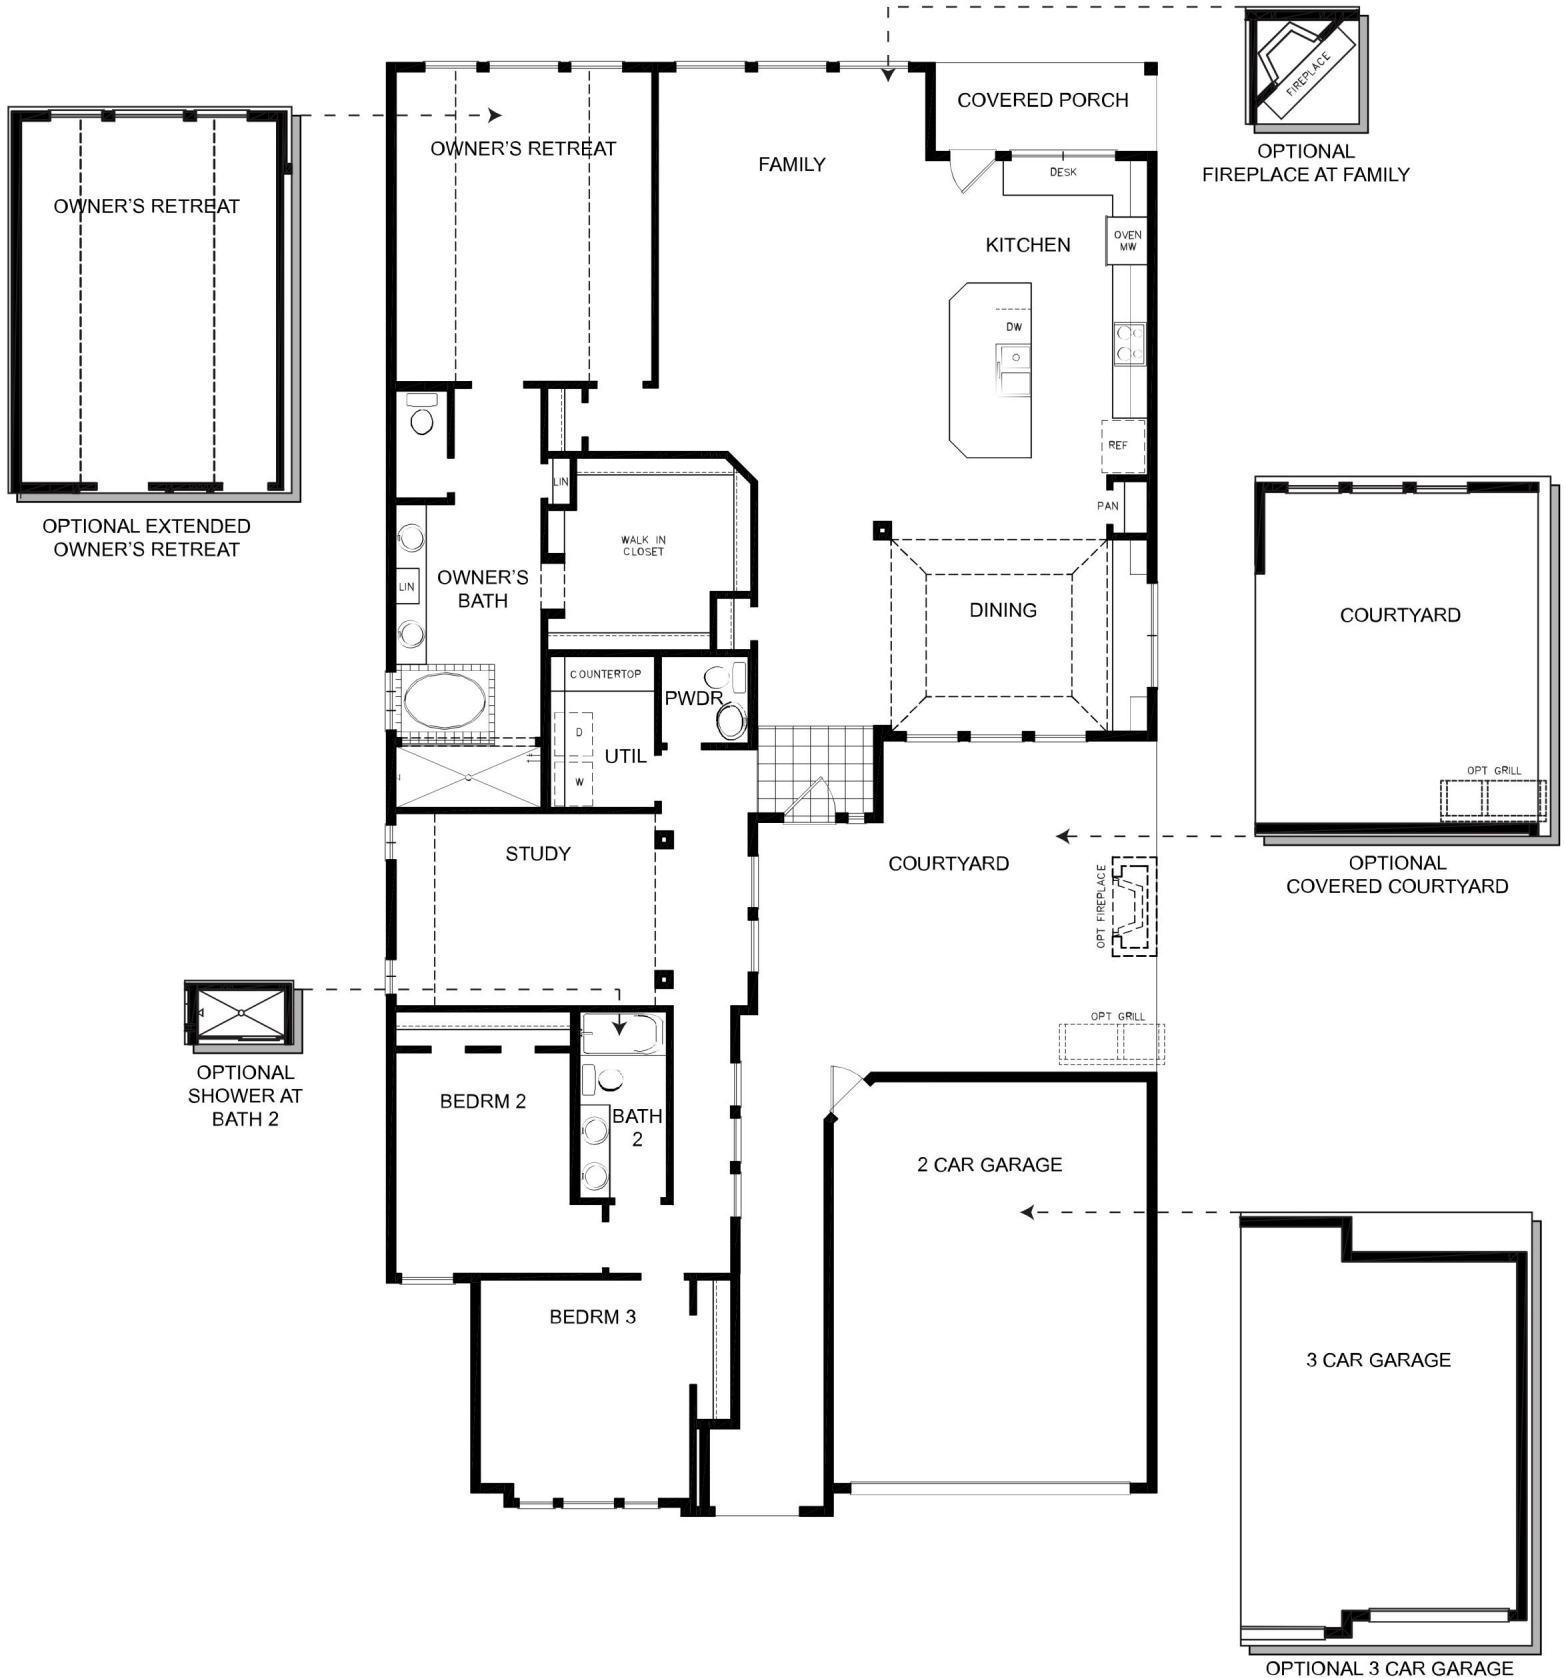 FIREPLACE
OPTIONAL
FIREPLACE AT FAMILY
COVERED PORCH
OWNER'S RETREAT
FAMILY
DESK
OWNER'S RETREAT
KITCHEN
OVEN
MW
DW
REF
LIN
PAN
OPTIONAL EXTENDED
OWNER'S RETREAT
WALK IN
CLOSET
LIN
OWNER'S
BATH
DINING
COURTYARD
COUNTERTOP
PWDR
D
UTIL
W
OPT GRILL
STUDY
COURTYARD
OPTIONAL
COVERED COURTYARD
OPT FIREPLACE
OPT GRILL
OPTIONAL
SHOWER AT
BATH 2
BEDRM 2
BATH
2
2 CAR GARAGE
BEDRM 3
3 CAR GARAGE
OPTIONAL 3 CAR GARAGE